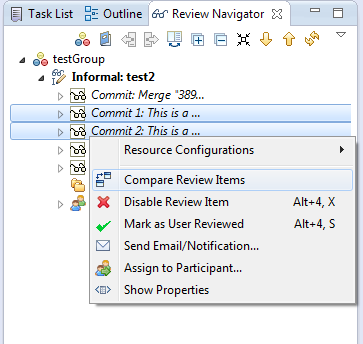 Task List Outline Review Navigator
testGroup
Informal: test2
Commit: Merge "389...
Commit 1: This is a ...
Commit 2: This is a ...
Resource Configurations
Compare Review Items
Disable Review Item Alt+4, X
Mark as User Reviewed Alt+4, S
Send Email/Notification...
Assign to Participant...
Show Properties